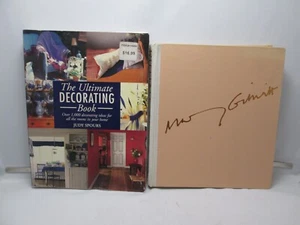 The Ultimate
DECORATING
Book
Over 1,000 decorating ideas for
all the rooms in your home
JUDY SPOURS